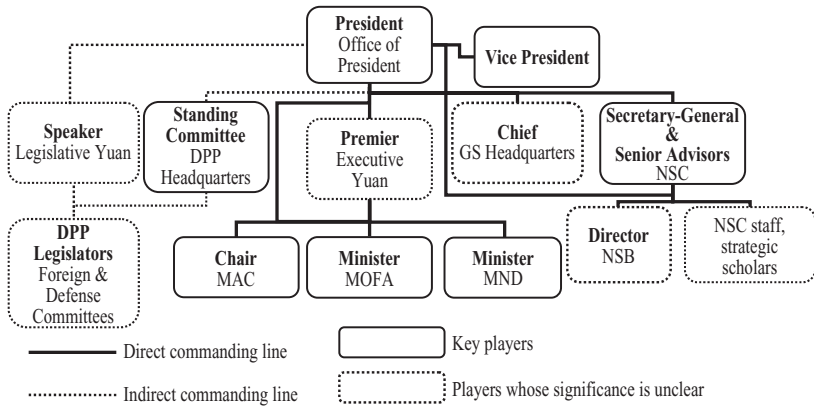 President
Office of
President
Vice President
Speaker
Legislative Yuan
Standing
Committee
DPP
Headquarters
Premier
Executive
Yuan
Chief
GS Headquarters
Secretary-General
&
Senior Advisors
NSC
DPP
Legislators
Foreign &
Defense
Committees
Chair
MAC
Minister
MOFA
Minister
MND
Director
NSB
NSC staff,
strategic
scholars
Direct commanding line
Key players
Indirect commanding line
Players whose significance is unclear